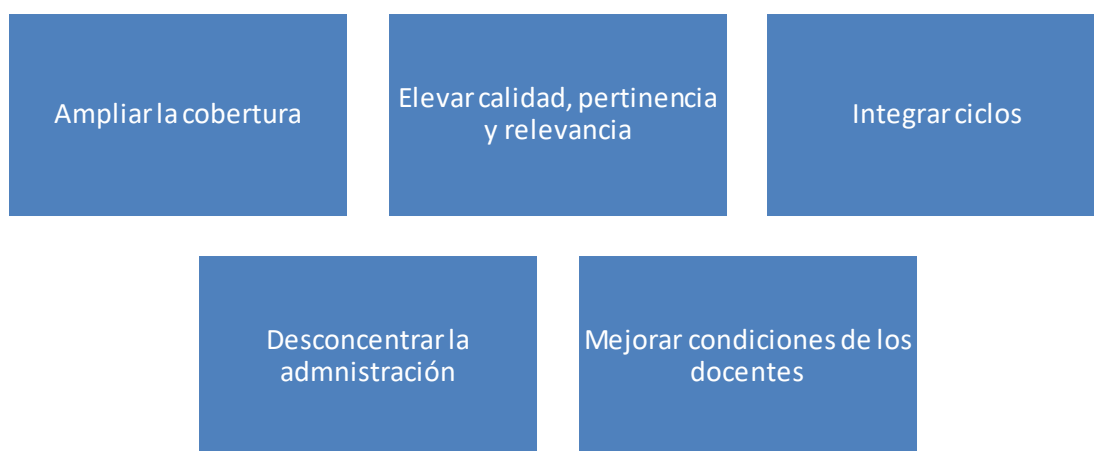 Ampliar la cobertura
Elevar calidad, pertinencia
y relevancia
Integrar ciclos
Desconcentrar la
admnistración
Mejorar condiciones de los
docentes